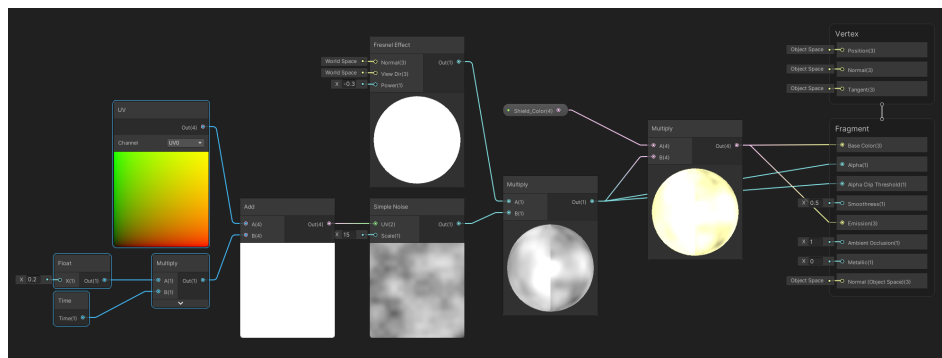 Fresnel Effect
World Space
Normal(3)
Out(1)
World Space
View Dir(3)
X -0.3
Power(1)
UV
Out(4)
Channel
UV0
Shield_Color(4)
Multiply
A(4)
Out(4)
B(4)
Vertex
Object Space
Position(3)
Object Space
Normal(3)
Object Space
Tangent(3)
Fragment
Base Color(3)
Alpha(1)
Alpha Clip Threshold(1)
X 0.5
Smoothness(1)
Emission(3)
X 1
Ambient Occlusion(1)
X 0
Metallic(1)
Object Space
Normal (Object Space)(3)
Multiply
A(1)
Out(1)
B(1)
Add
A(4)
Out(4)
B(4)
Simple Noise
UV(2)
Out(1)
X 15
Scale(1)
Float
X 0.2
X(1)
Out(1)
Multiply
A(1)
Out(1)
B(1)
Time
Time(1)